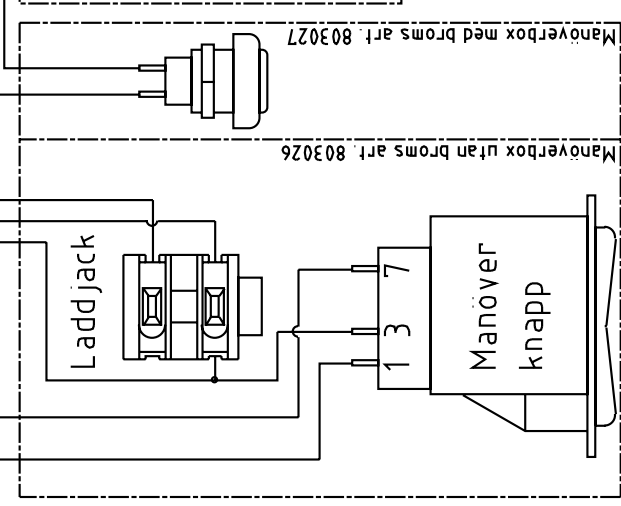 Manöverbox med broms art. 803027
Manöverbox utan broms art. 803026
Laddjack
7
3
1
Manöver
knapp